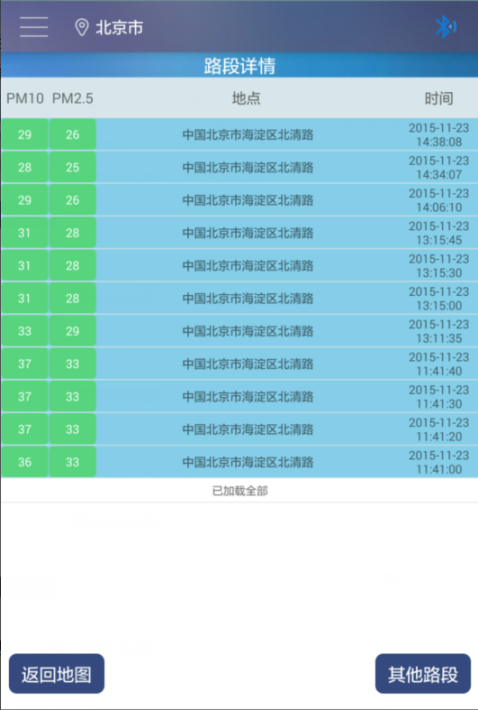 北京市
路段详情
PM10 PM2.5 地点 时间
29 26 中国北京市海淀区北清路 2015-11-23 14:38:08
28 25 中国北京市海淀区北清路 2015-11-23 14:34:07
29 26 中国北京市海淀区北清路 2015-11-23 14:06:10
31 28 中国北京市海淀区北清路 2015-11-23 13:15:45
31 28 中国北京市海淀区北清路 2015-11-23 13:15:30
31 28 中国北京市海淀区北清路 2015-11-23 13:15:00
33 29 中国北京市海淀区北清路 2015-11-23 13:11:35
37 33 中国北京市海淀区北清路 2015-11-23 11:41:40
37 33 中国北京市海淀区北清路 2015-11-23 11:41:30
37 33 中国北京市海淀区北清路 2015-11-23 11:41:20
36 33 中国北京市海淀区北清路 2015-11-23 11:41:00
已加载全部
返回地图 其他路段